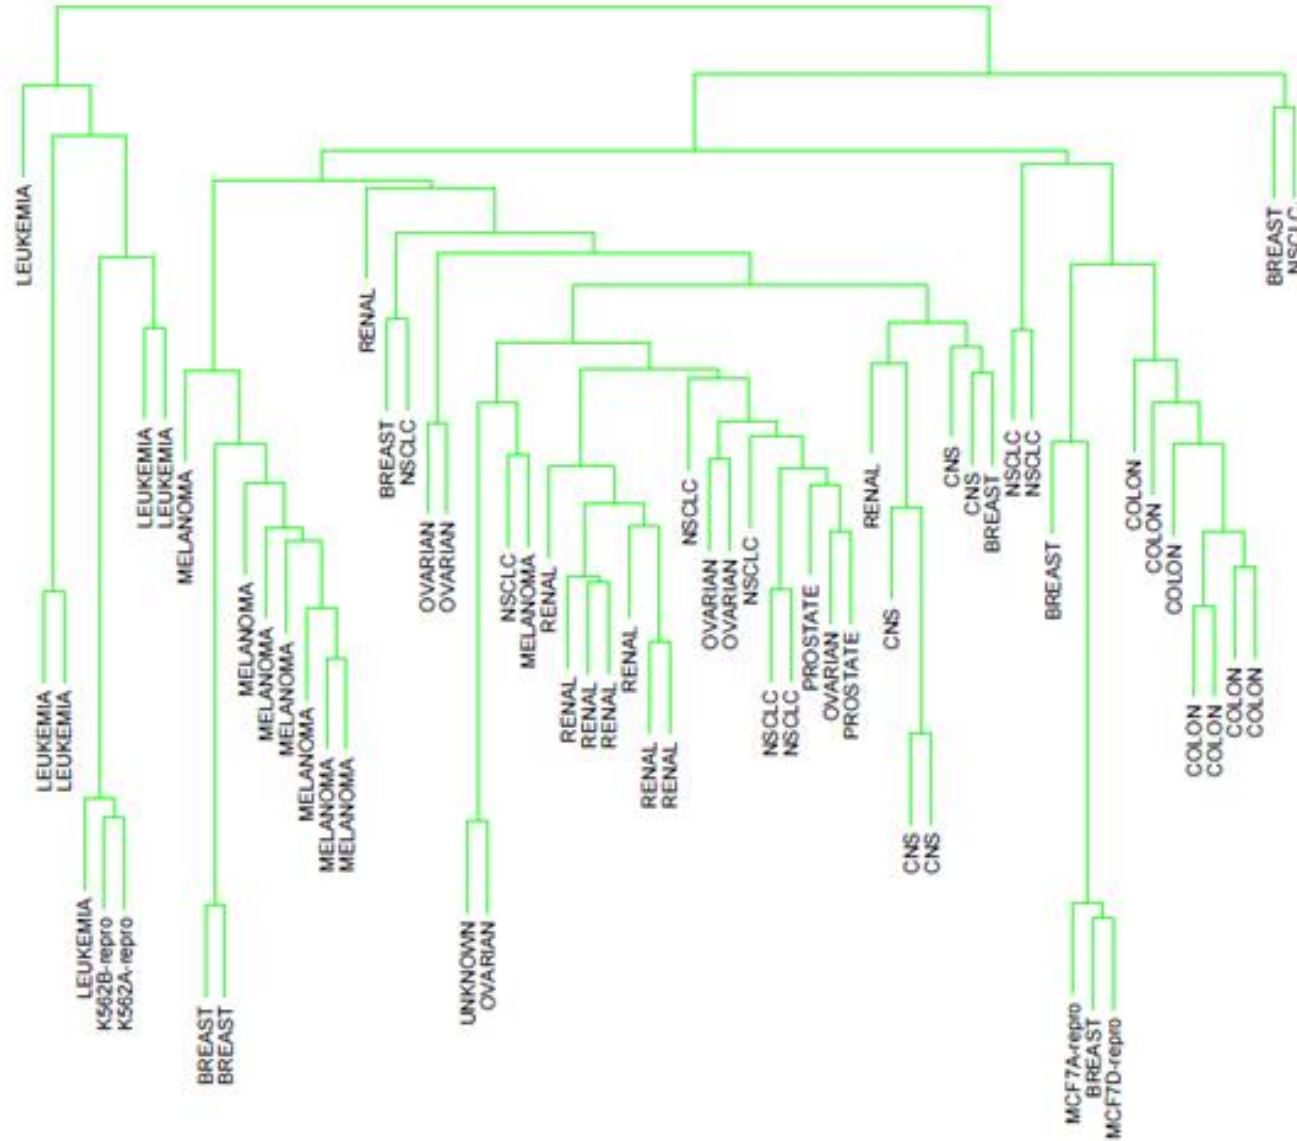 LEUKEMIA
LEUKEMIA
LEUKEMIA
LEUKEMIA
K562B-repro
K562A-repro
LEUKEMIA
LEUKEMIA
MELANOMA
BREAST
BREAST
MELANOMA
MELANOMA
MELANOMA
MELANOMA
MELANOMA
MELANOMA
RENAL
BREAST
NSCLC
OVARIAN
OVARIAN
UNKNOWN
OVARIAN
NSCLC
MELANOMA
RENAL
RENAL
RENAL
RENAL
RENAL
RENAL
RENAL
NSCLC
OVARIAN
OVARIAN
NSCLC
NSCLC
NSCLC
PROSTATE
OVARIAN
PROSTATE
RENAL
CNS
CNS
CNS
CNS
CNS
BREAST
NSCLC
NSCLC
BREAST
MCF7A-repro
BREAST
MCF7D-repro
COLON
COLON
COLON
COLON
COLON
COLON
COLON
BREAST
NSCLC